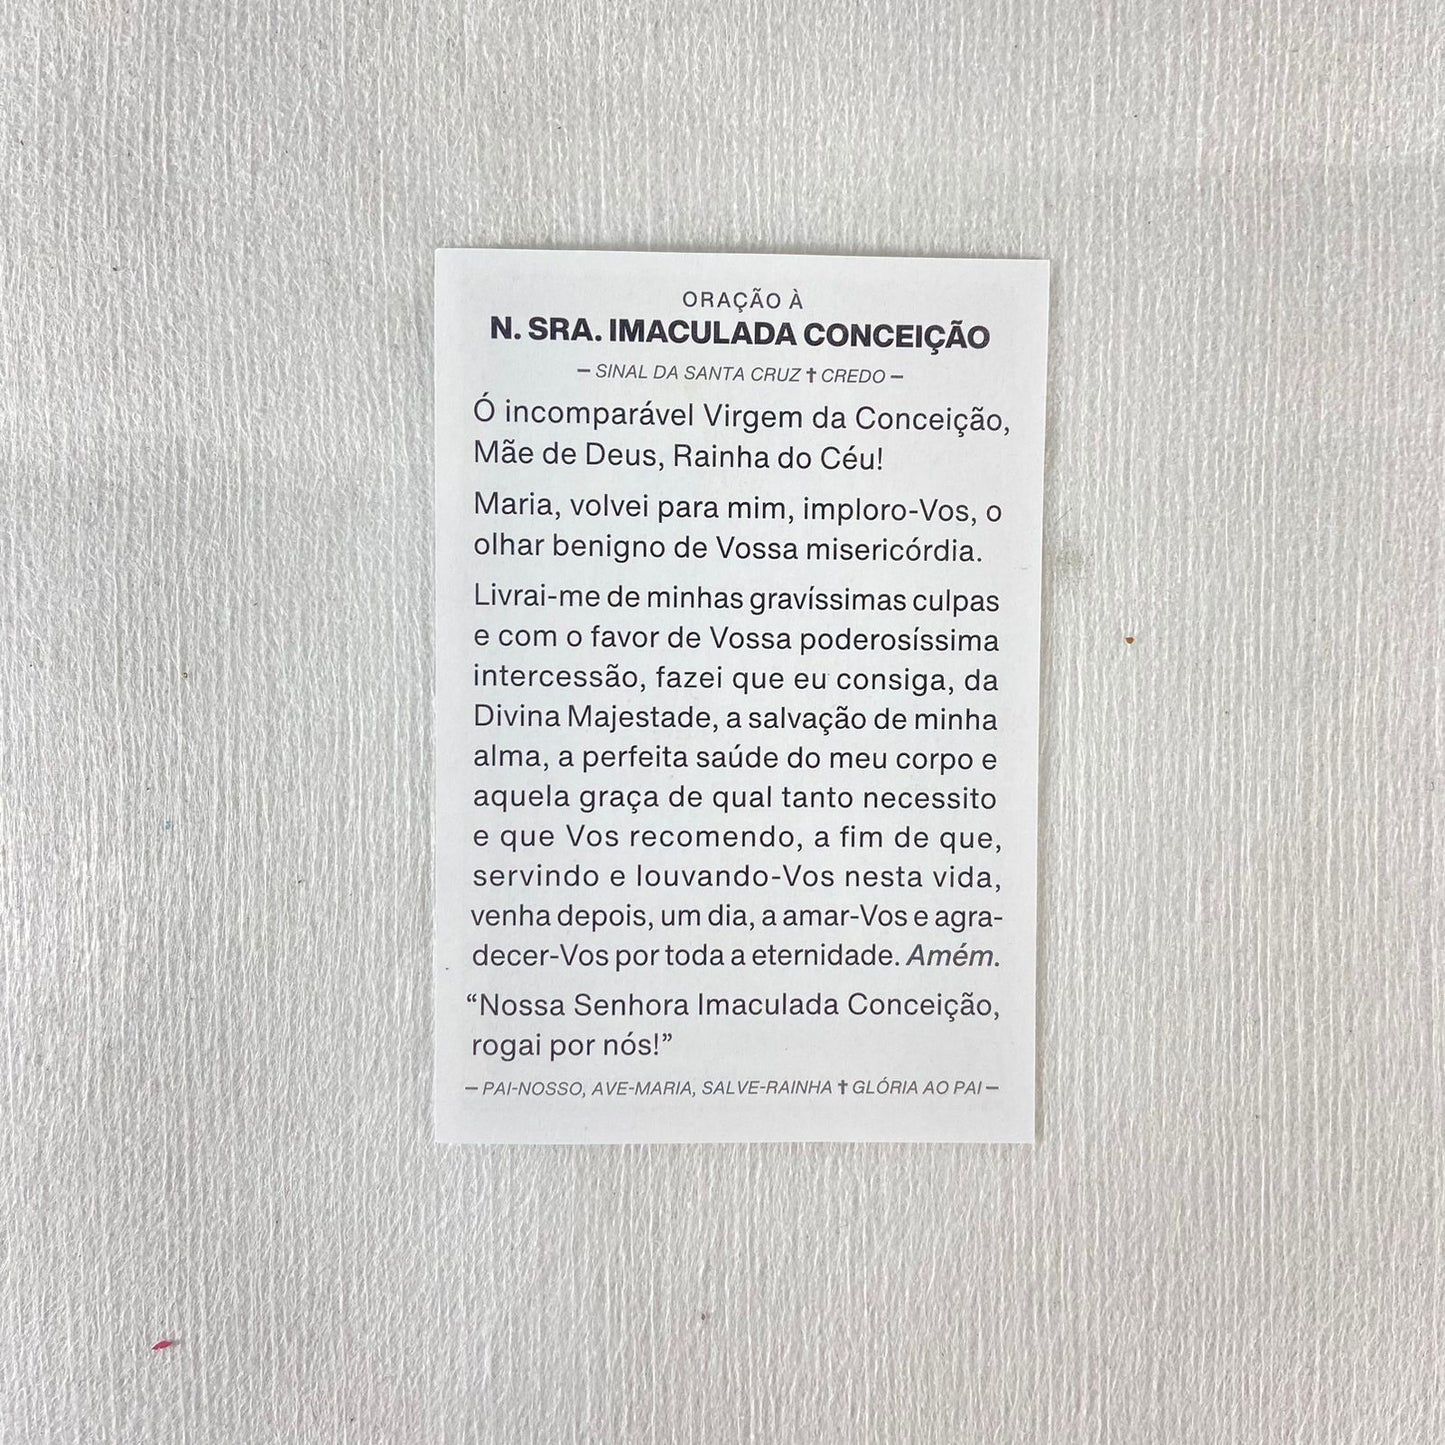 ORAÇÃO À
N. SRA. IMACULADA CONCEIÇÃO
– SINAL DA SANTA CRUZ ✝ CREDO –
Ó incomparável Virgem da Conceição,
Mãe de Deus, Rainha do Céu!
Maria, volvei para mim, imploro-Vos, o
olhar benigno de Vossa misericórdia.
Livrai-me de minhas gravíssimas culpas
e com o favor de Vossa poderosíssima
intercessão, fazei que eu consiga, da
Divina Majestade, a salvação de minha
alma, a perfeita saúde do meu corpo e
aquela graça de qual tanto necessito
e que Vos recomendo, a fim de que,
servindo e louvando-Vos nesta vida,
venha depois, um dia, a amar-Vos e agra-
decer-Vos por toda a eternidade. Amém.
“Nossa Senhora Imaculada Conceição,
rogai por nós!”
– PAI-NOSSO, AVE-MARIA, SALVE-RAINHA ✝ GLÓRIA AO PAI –